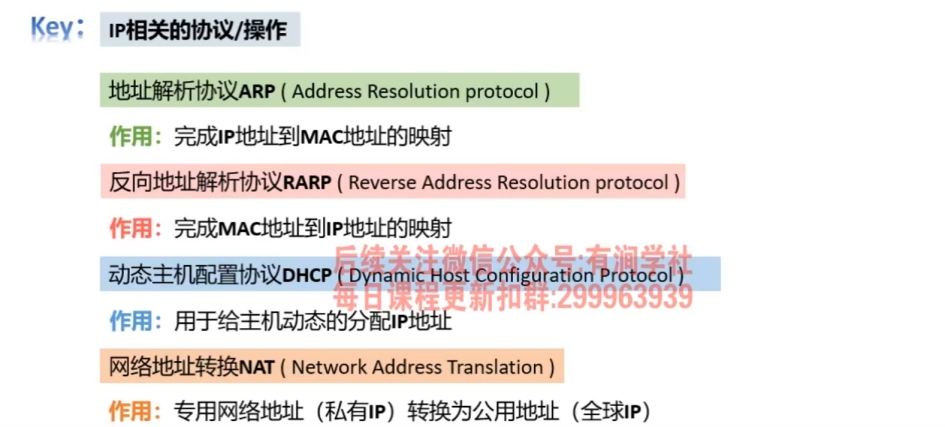 Key: IP相关的协议/操作
地址解析协议ARP ( Address Resolution protocol )
作用：完成IP地址到MAC地址的映射
反向地址解析协议RARP ( Reverse Address Resolution protocol )
作用：完成MAC地址到IP地址的映射
后续关注微信公众号·有涧学社
动态主机配置协议DHCP ( Dynamic Host Configuration Protocol )
每日课程更新扣群:299963939
作用：用于给主机动态的分配IP地址
网络地址转换NAT ( Network Address Translation )
作用：专用网络地址（私有IP）转换为公用地址（全球IP）